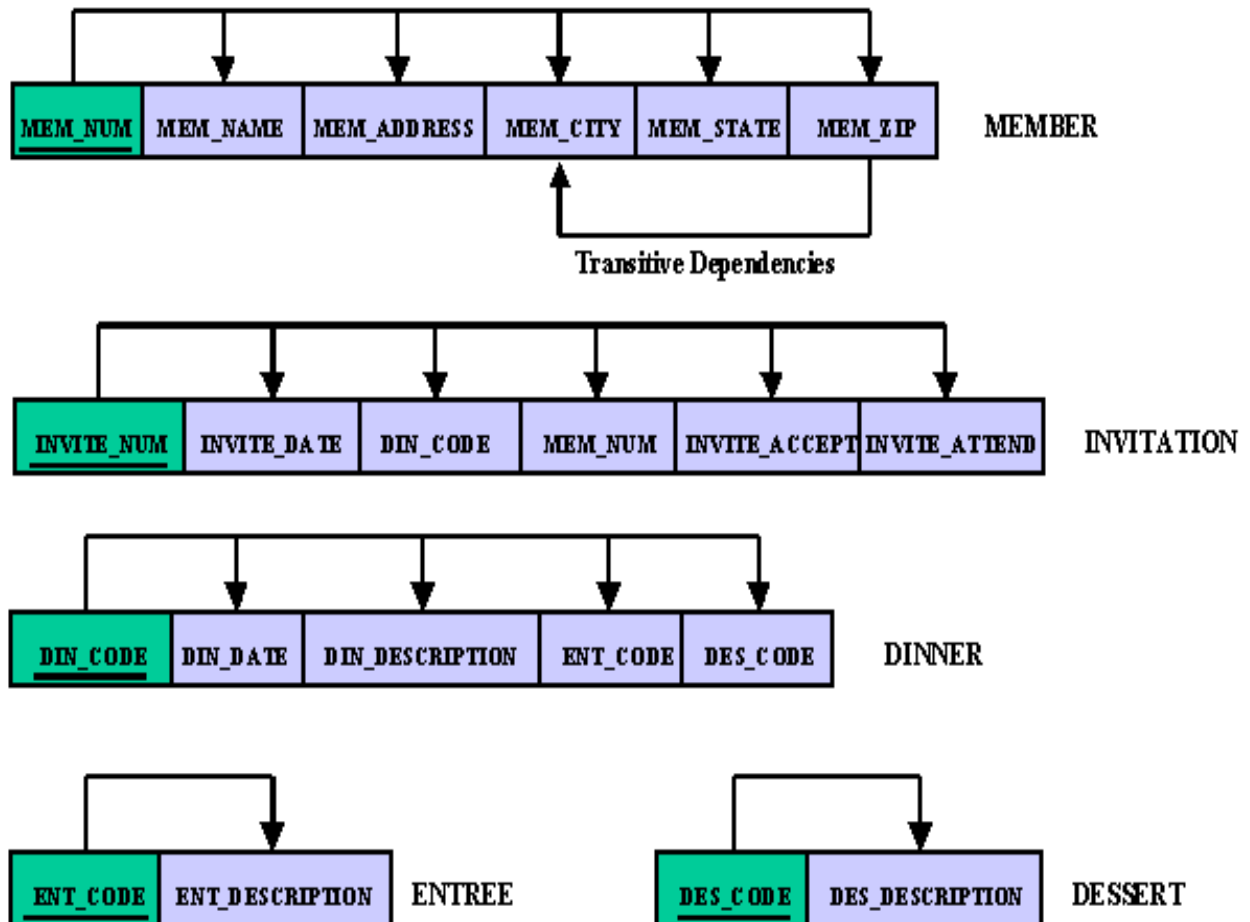 MEM_NUM MEM_NAME MEM_ADDRESS MEM_CITY MEM_STATE MEM_ZIP MEMBER
Transitive Dependencies
INVITE_NUM INVITE_DATE DIN_CODE MEM_NUM INVITE_ACCEPT INVITE_ATTEND INVITATION
DIN_CODE DIN_DATE DIN_DESCRIPTION ENT_CODE DES_CODE DINNER
ENT_CODE ENT_DESCRIPTION ENTREE DES_CODE DES_DESCRIPTION DESSERT